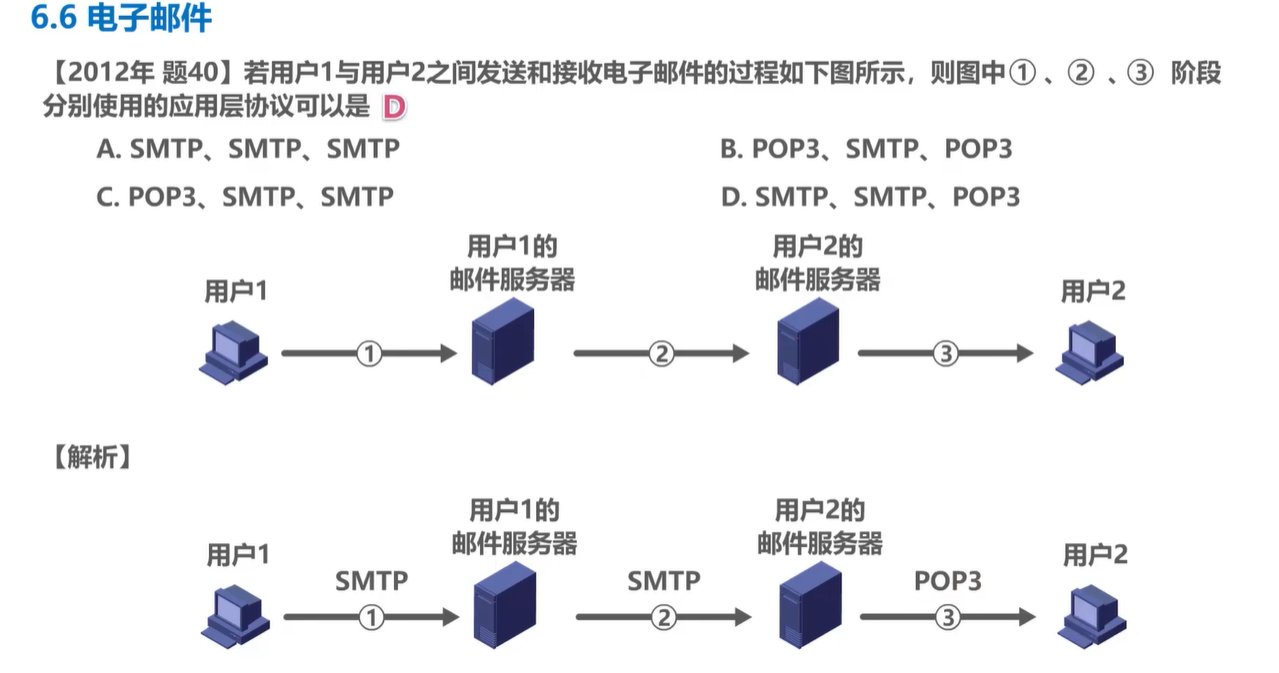 6.6 电子邮件
【2012年 题40】若用户1与用户2之间发送和接收电子邮件的过程如下图所示，则图中①、②、③ 阶段
分别使用的应用层协议可以是 D
A. SMTP、SMTP、SMTP
B. POP3、SMTP、POP3
C. POP3、SMTP、SMTP
D. SMTP、SMTP、POP3
用户1
用户1的
邮件服务器
用户2的
邮件服务器
用户2
①
②
③
【解析】
用户1
用户1的
邮件服务器
用户2的
邮件服务器
用户2
SMTP
SMTP
POP3
①
②
③